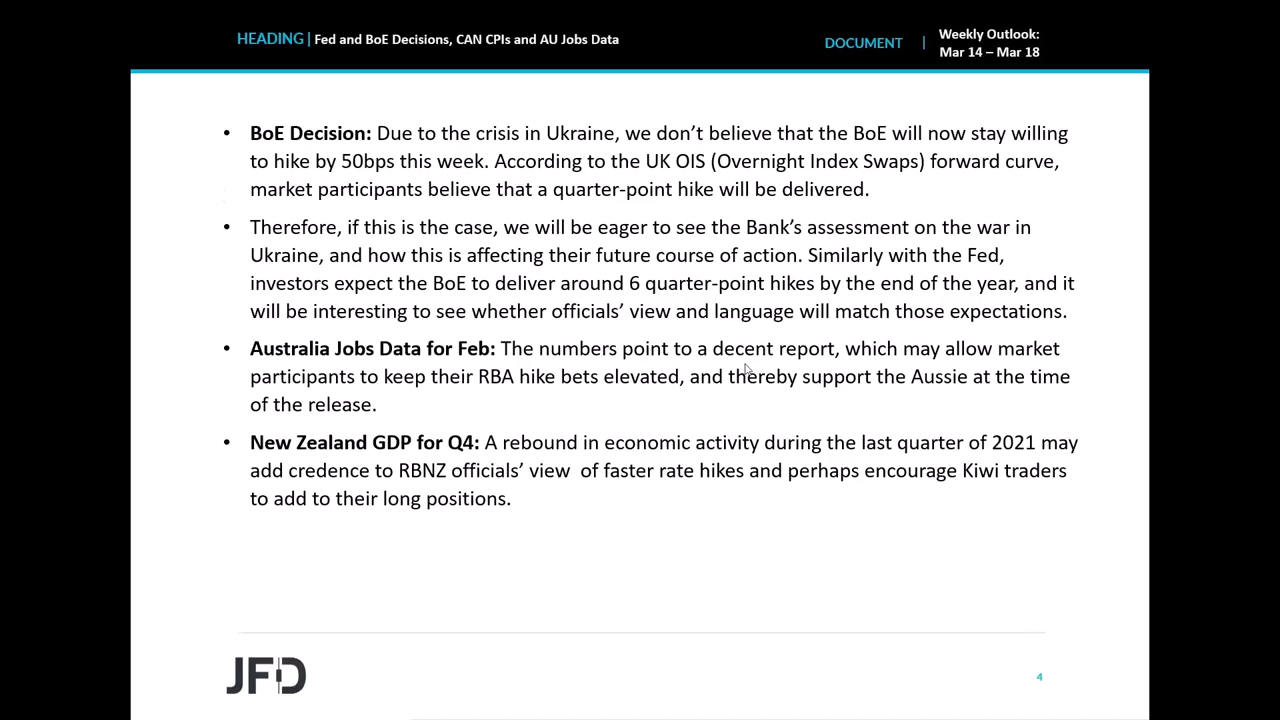 HEADING | Fed and BoE Decisions, CAN CPIs and AU Jobs Data
DOCUMENT | Weekly Outlook:
Mar 14 – Mar 18
• BoE Decision: Due to the crisis in Ukraine, we don’t believe that the BoE will now stay willing
to hike by 50bps this week. According to the UK OIS (Overnight Index Swaps) forward curve,
market participants believe that a quarter-point hike will be delivered.
• Therefore, if this is the case, we will be eager to see the Bank’s assessment on the war in
Ukraine, and how this is affecting their future course of action. Similarly with the Fed,
investors expect the BoE to deliver around 6 quarter-point hikes by the end of the year, and it
will be interesting to see whether officials’ view and language will match those expectations.
• Australia Jobs Data for Feb: The numbers point to a decent report, which may allow market
participants to keep their RBA hike bets elevated, and thereby support the Aussie at the time
of the release.
• New Zealand GDP for Q4: A rebound in economic activity during the last quarter of 2021 may
add credence to RBNZ officials’ view  of faster rate hikes and perhaps encourage Kiwi traders
to add to their long positions.
JFD
4